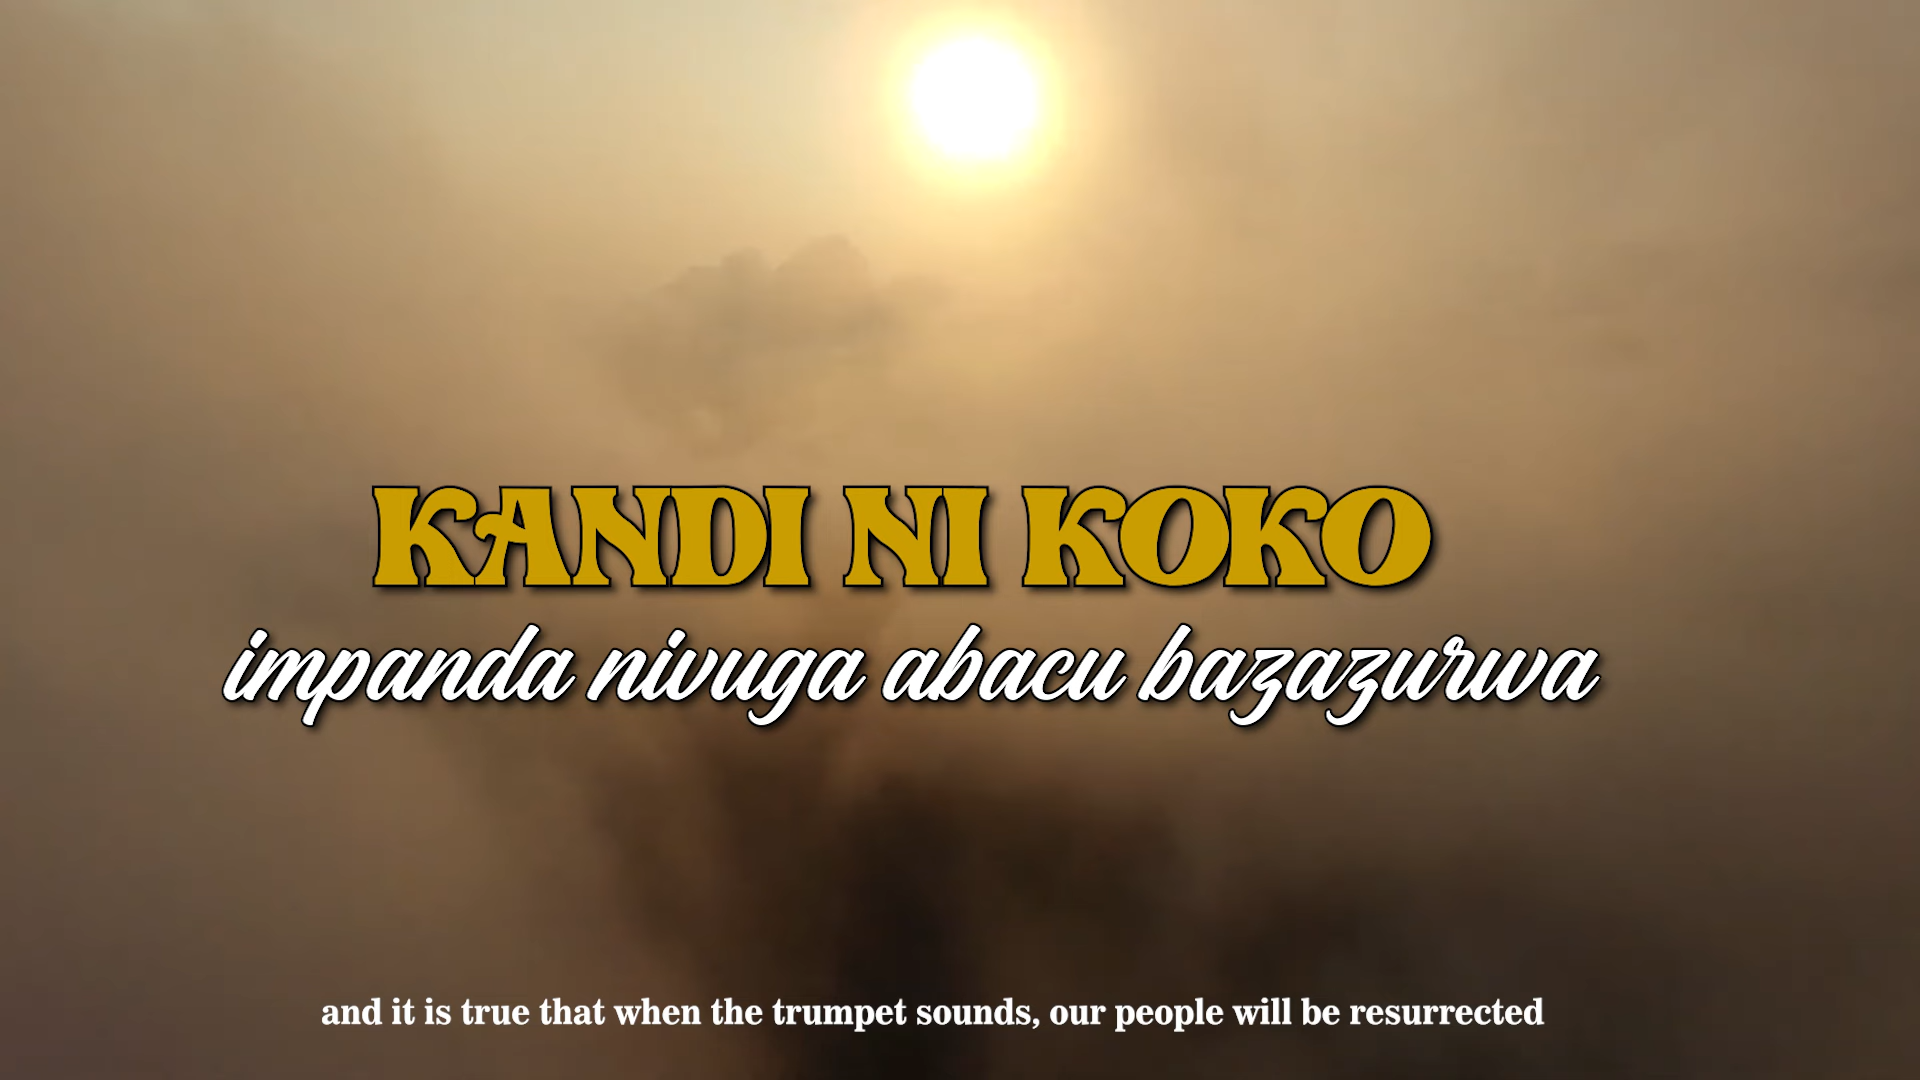 KANDI NI KOKO
impanda nivuga abacu bazazurwa
and it is true that when the trumpet sounds, our people will be resurrected